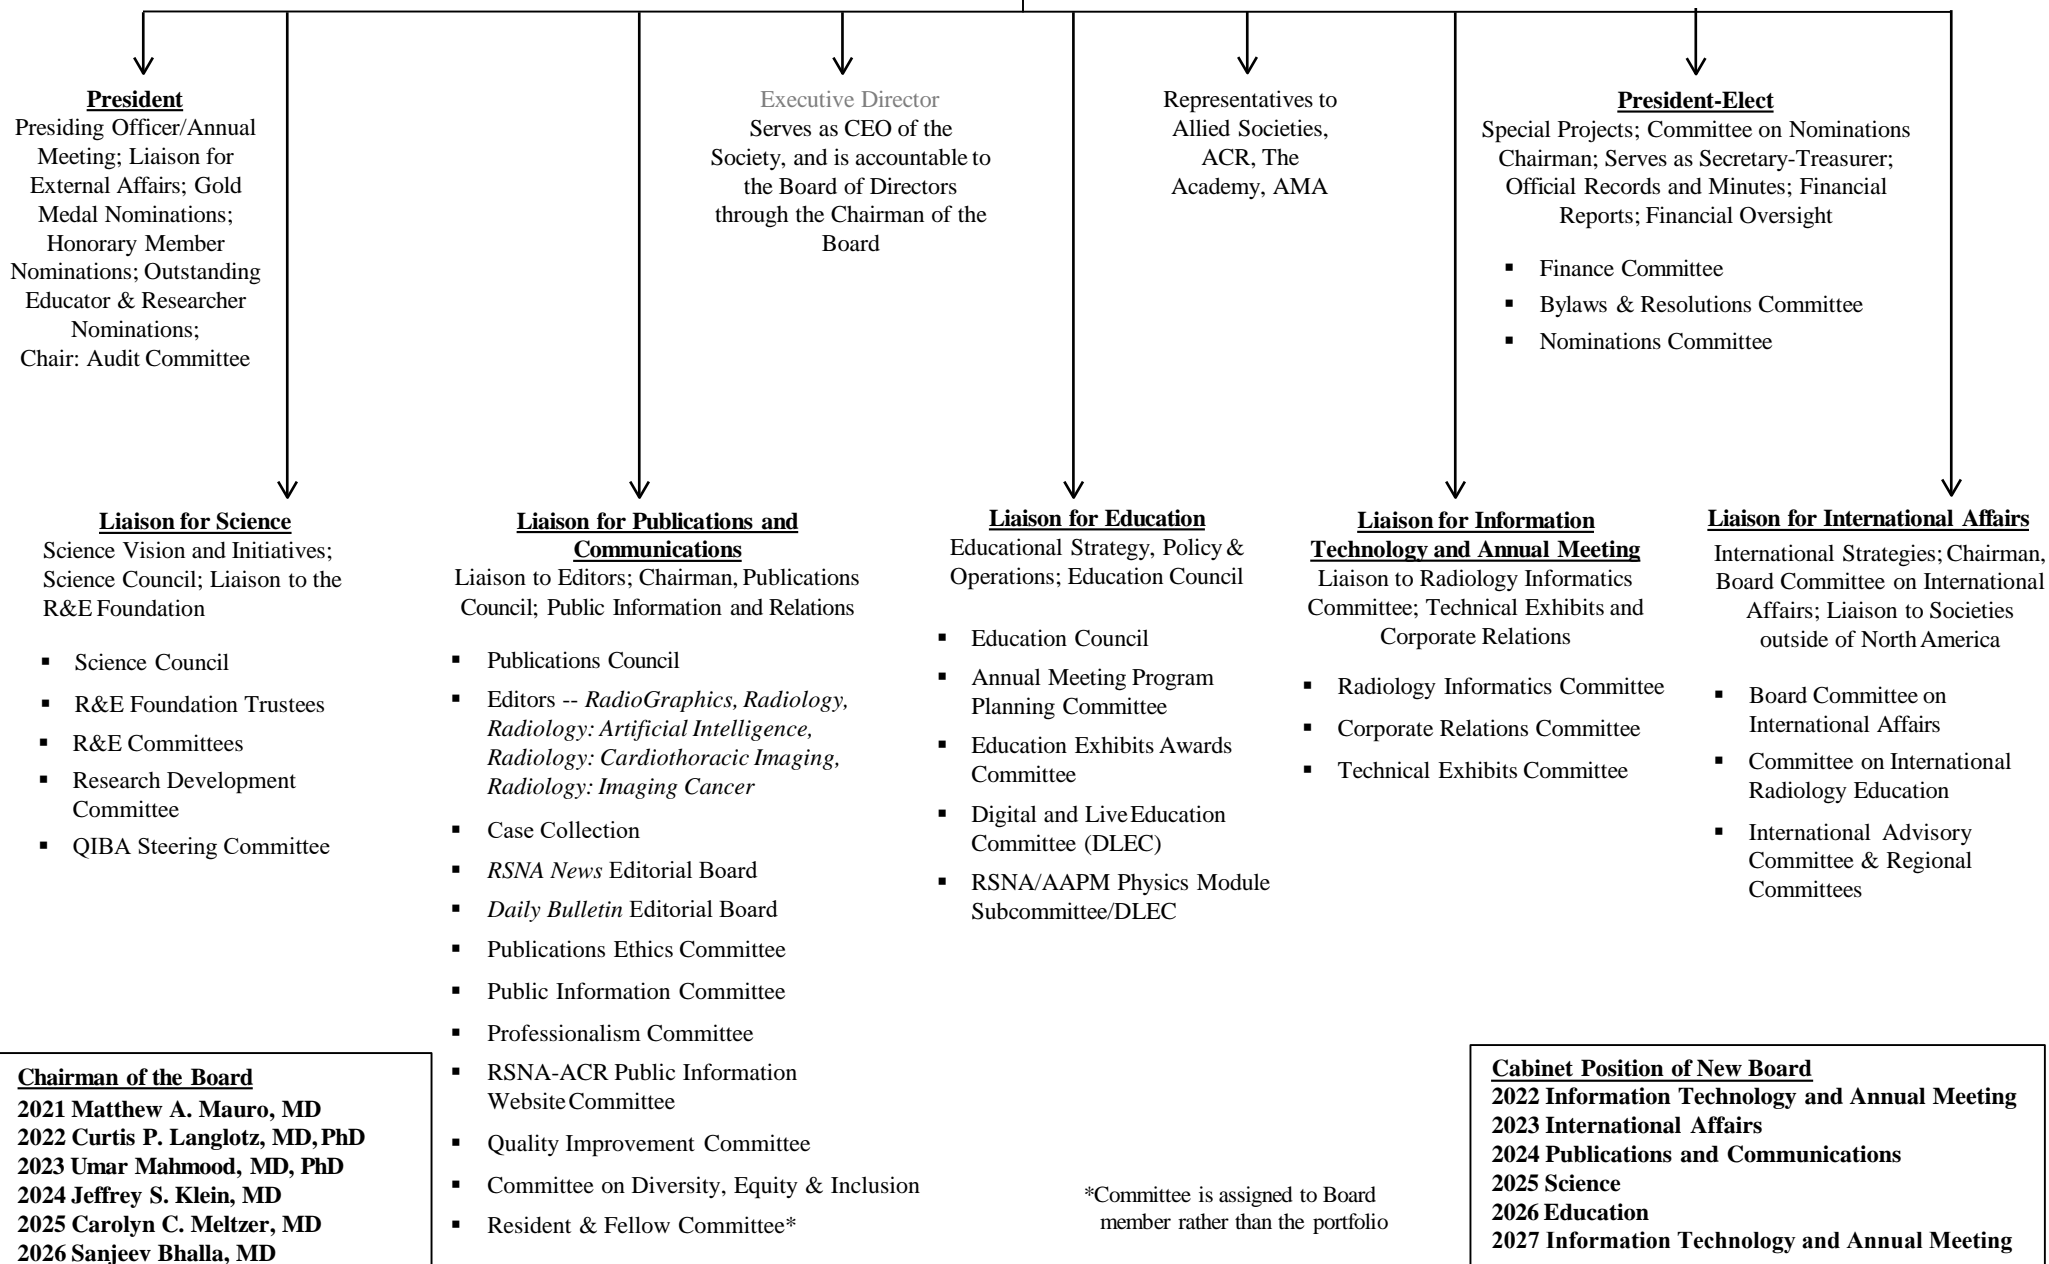 President
Presiding Officer/Annual
Meeting; Liaison for
External Affairs; Gold
Medal Nominations;
Honorary Member
Nominations; Outstanding
Educator & Researcher
Nominations;
Chair: Audit Committee
Executive Director
Serves as CEO of the
Society, and is accountable to
the Board of Directors
through the Chairman of the
Board
Representatives to
Allied Societies,
ACR, The
Academy, AMA
President-Elect
Special Projects; Committee on Nominations
Chairman; Serves as Secretary-Treasurer;
Official Records and Minutes; Financial
Reports; Financial Oversight
▪ Finance Committee
▪ Bylaws & Resolutions Committee
▪ Nominations Committee
Liaison for Science
Science Vision and Initiatives;
Science Council; Liaison to the
R&E Foundation
▪ Science Council
▪ R&E Foundation Trustees
▪ R&E Committees
▪ Research Development
Committee
▪ QIBA Steering Committee
Liaison for Publications and
Communications
Liaison to Editors; Chairman, Publications
Council; Public Information and Relations
▪ Publications Council
▪ Editors -- RadioGraphics, Radiology,
Radiology: Artificial Intelligence,
Radiology: Cardiothoracic Imaging,
Radiology: Imaging Cancer
▪ Case Collection
▪ RSNA News Editorial Board
▪ Daily Bulletin Editorial Board
▪ Publications Ethics Committee
▪ Public Information Committee
▪ Professionalism Committee
▪ RSNA-ACR Public Information
Website Committee
▪ Quality Improvement Committee
▪ Committee on Diversity, Equity & Inclusion
▪ Resident & Fellow Committee*
Liaison for Education
Educational Strategy, Policy &
Operations; Education Council
▪ Education Council
▪ Annual Meeting Program
Planning Committee
▪ Education Exhibits Awards
Committee
▪ Digital and Live Education
Committee (DLEC)
▪ RSNA/AAPM Physics Module
Subcommittee/DLEC
Liaison for Information
Technology and Annual Meeting
Liaison to Radiology Informatics
Committee; Technical Exhibits and
Corporate Relations
▪ Radiology Informatics Committee
▪ Corporate Relations Committee
▪ Technical Exhibits Committee
Liaison for International Affairs
International Strategies; Chairman,
Board Committee on International
Affairs; Liaison to Societies
outside of North America
▪ Board Committee on
International Affairs
▪ Committee on International
Radiology Education
▪ International Advisory
Committee & Regional
Committees
Chairman of the Board
2021 Matthew A. Mauro, MD
2022 Curtis P. Langlotz, MD, PhD
2023 Umar Mahmood, MD, PhD
2024 Jeffrey S. Klein, MD
2025 Carolyn C. Meltzer, MD
2026 Sanjeev Bhalla, MD
*Committee is assigned to Board
member rather than the portfolio
Cabinet Position of New Board
2022 Information Technology and Annual Meeting
2023 International Affairs
2024 Publications and Communications
2025 Science
2026 Education
2027 Information Technology and Annual Meeting